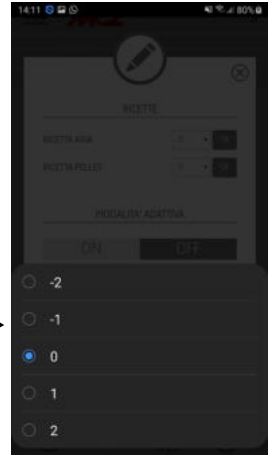 14:11
80%
RICETTE
RICETTA ARIA
RICETTA PELLET
MODALITA' ADATTIVA
ON OFF
-2
-1
0
1
2